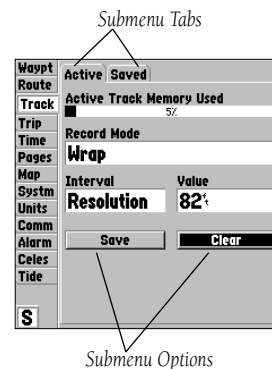 Submenu Tabs
Waypt
Route
Track
Trip
Time
Pages
Map
Systm
Units
Comm
Alarm
Celes
Tide
S
Active Saved
Active Track Memory Used
5%
Record Mode
Wrap
Interval Value
Resolution 82ft
Save Clear
Submenu Options